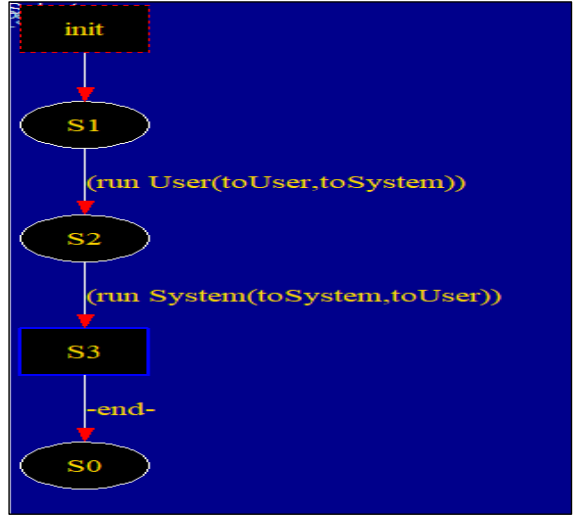 init
S1
(run User(toUser,toSystem))
S2
(run System(toSystem,toUser))
S3
-end-
S0